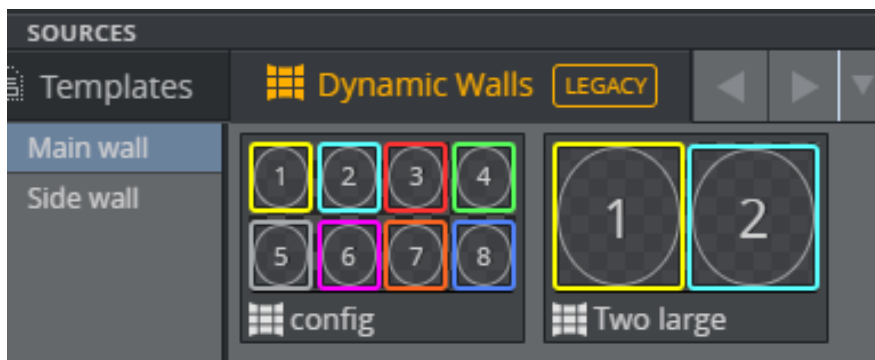 SOURCES
Templates
Dynamic Walls LEGACY
Main wall
Side wall
1 2 3 4
5 6 7 8
config
1 2
Two large